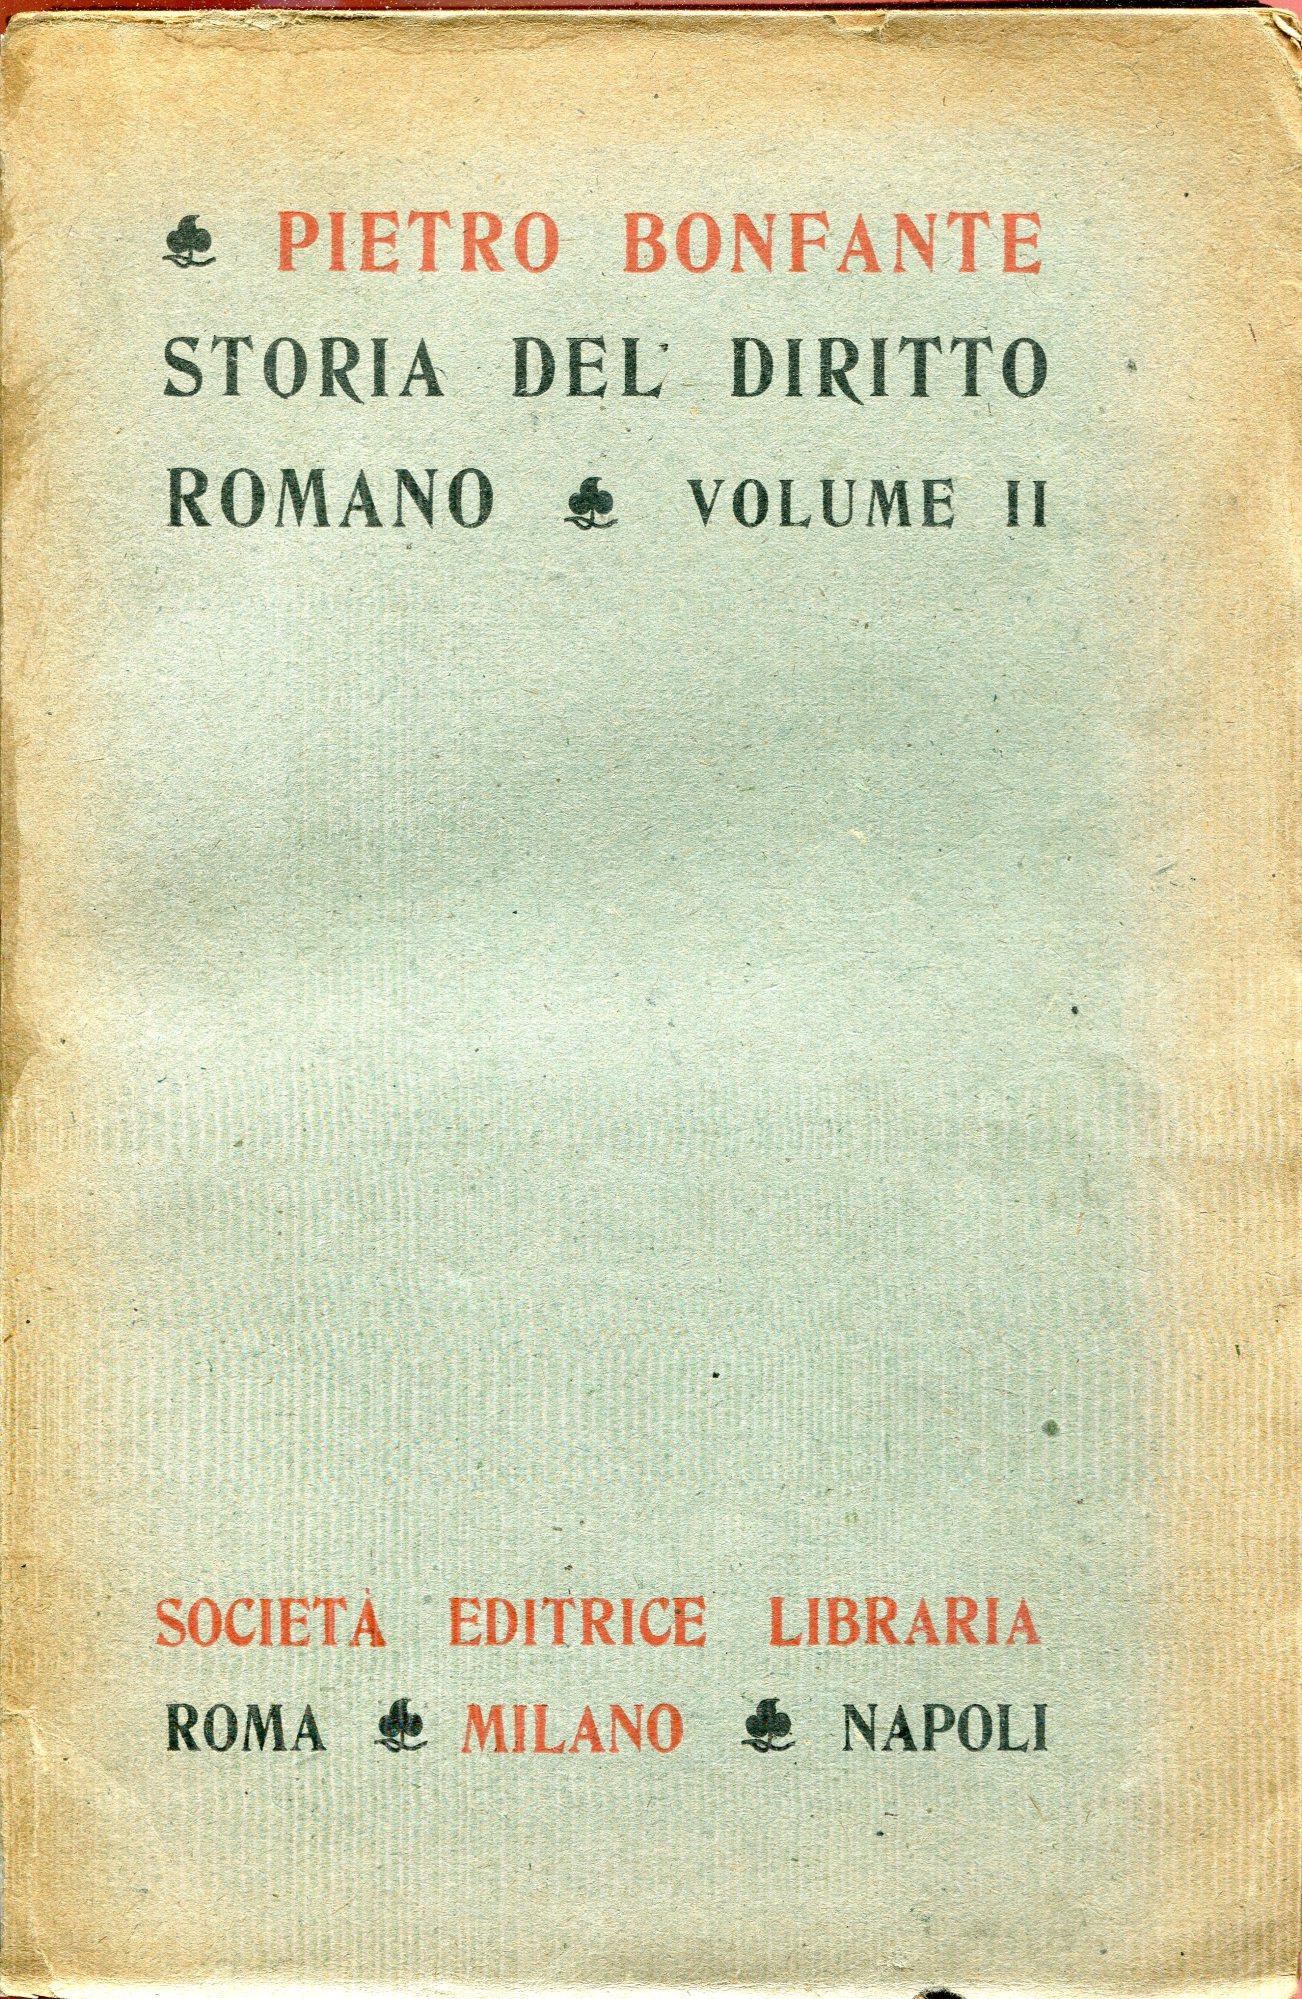 PIETRO BONFANTE
STORIA DEL DIRITTO
ROMANO VOLUME II
SOCIETÀ EDITRICE LIBRARIA
ROMA MILANO NAPOLI